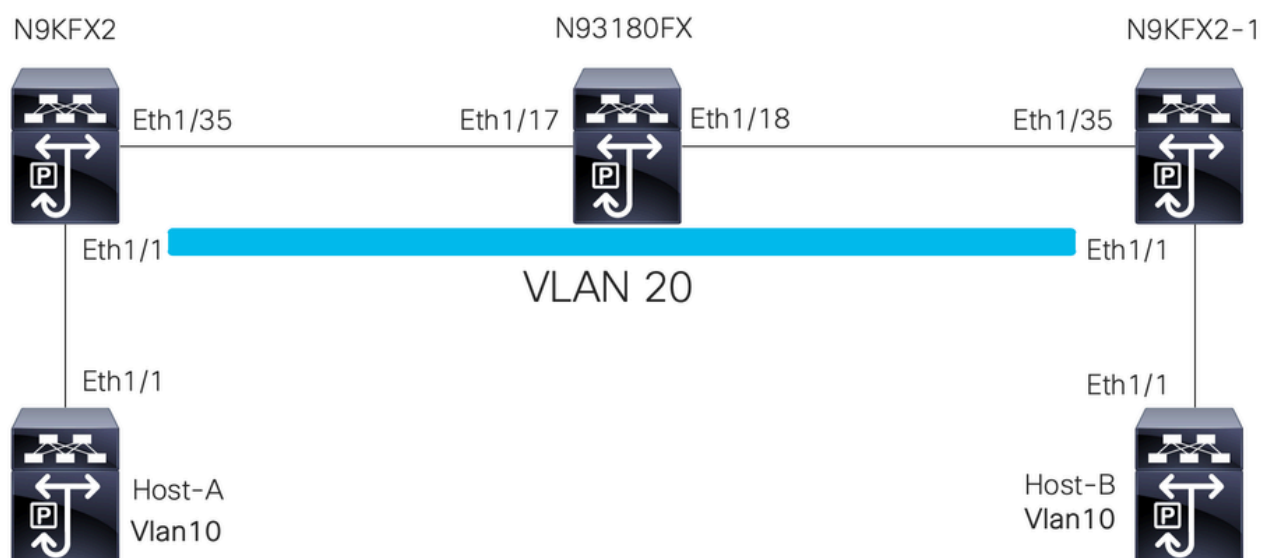 N9KFX2
N93180FX
N9KFX2-1
Eth1/35
Eth1/17
Eth1/18
Eth1/35
P
P
P
Eth1/1
Eth1/1
VLAN 20
Eth1/1
Eth1/1
Host-A
Vlan10
P
Host-B
Vlan10
P